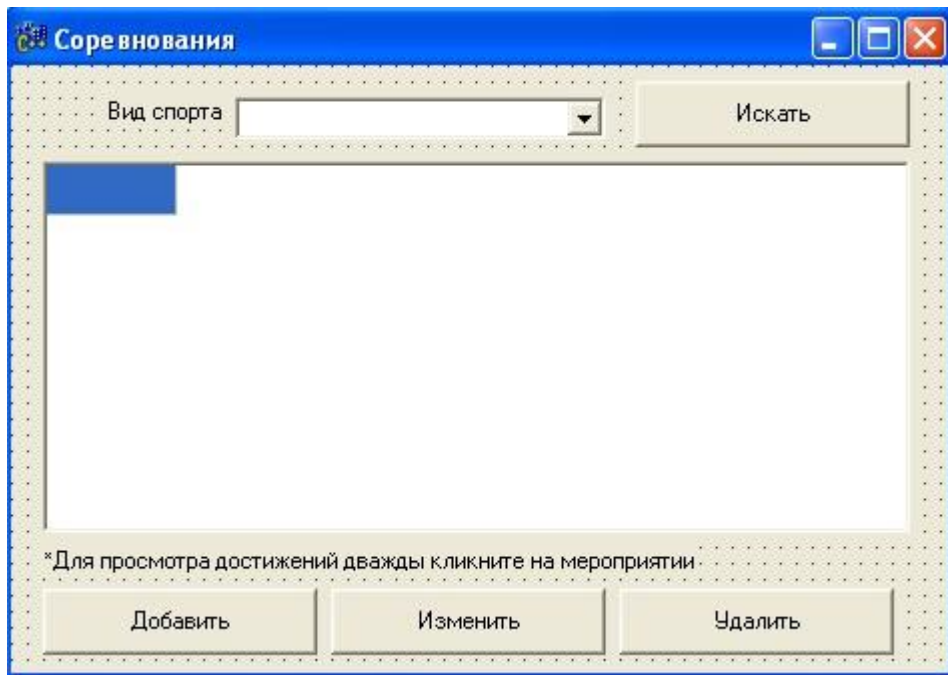 Соревнования
Вид спорта
Искать
*Для просмотра достижений дважды кликните на мероприятии
Добавить
Изменить
Удалить